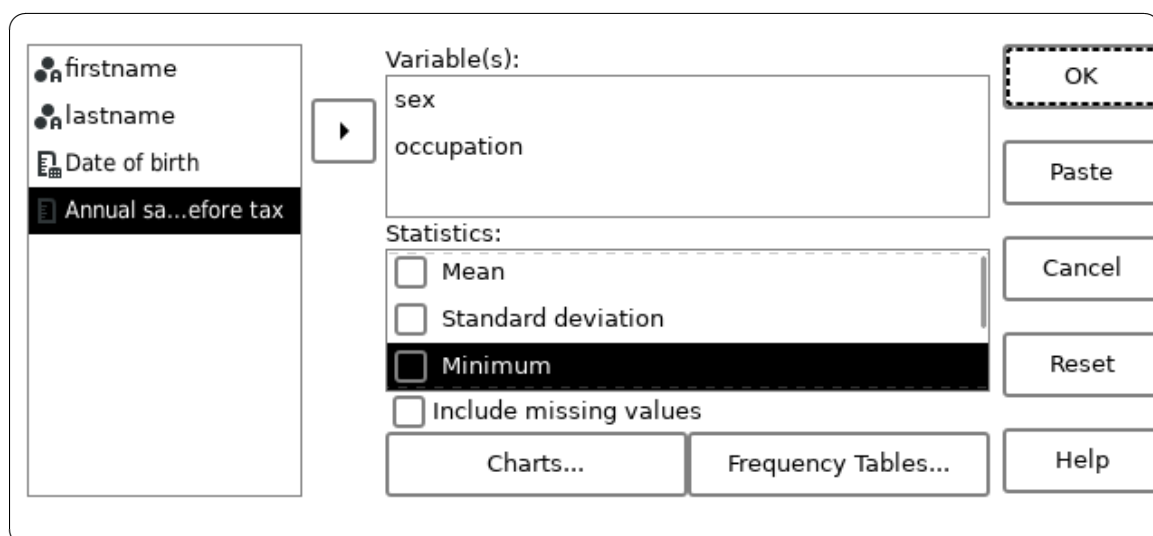 firstname
lastname
Date of birth
Annual sa...efore tax
Variable(s):
sex
occupation
Statistics:
Mean
Standard deviation
Minimum
Include missing values
Charts...
Frequency Tables...
OK
Paste
Cancel
Reset
Help